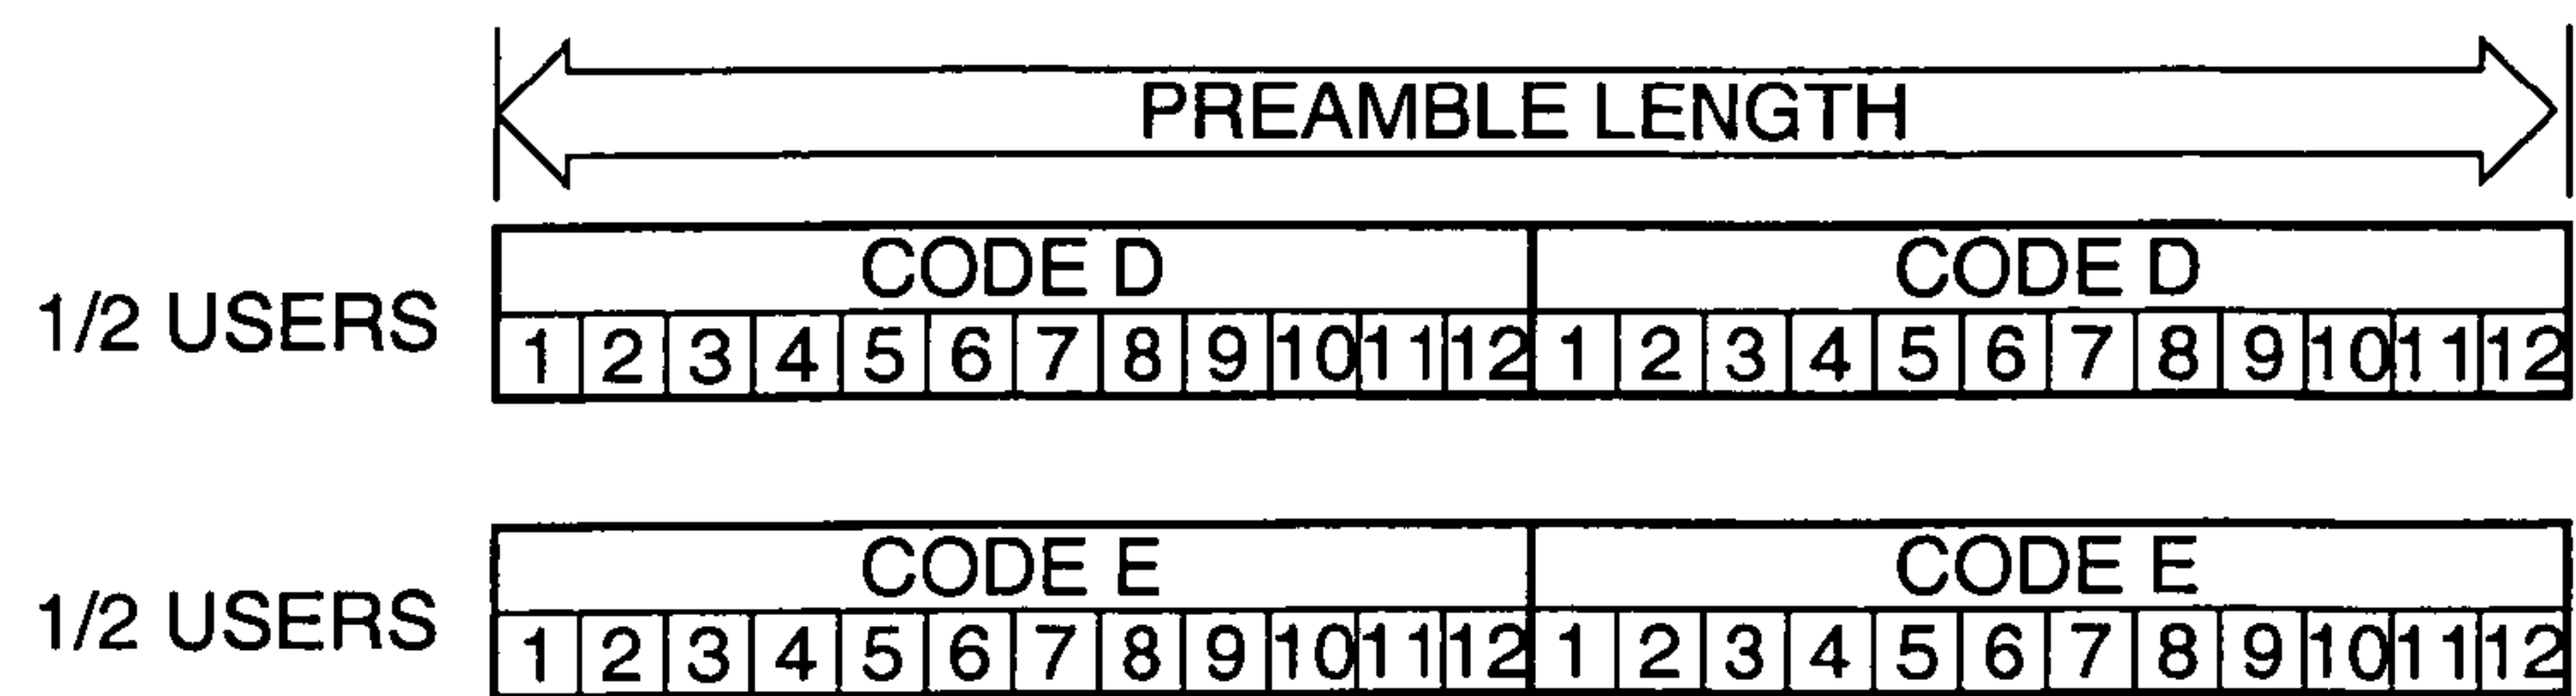 PREAMBLE LENGTH
CODE D CODE D
1/2 USERS
1 2 3 4 5 6 7 8 9 10 11 12 1 2 3 4 5 6 7 8 9 10 11 12
CODE E CODE E
1/2 USERS
1 2 3 4 5 6 7 8 9 10 11 12 1 2 3 4 5 6 7 8 9 10 11 12